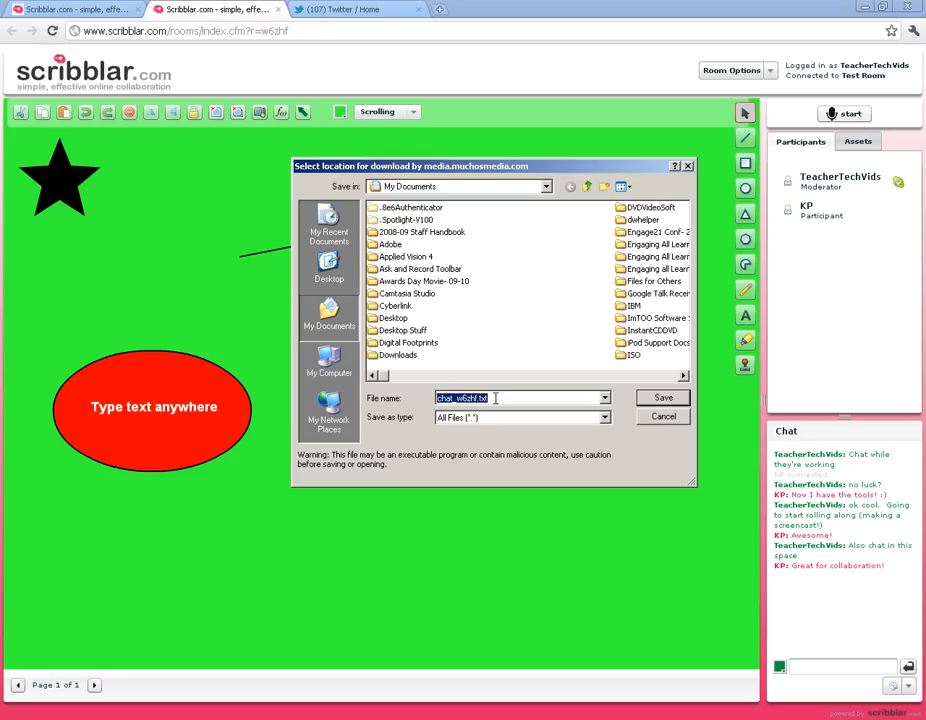 Scribblar.com - simple, effe...
Scribblar.com - simple, effe...
(107) Twitter / Home
www.scribblar.com/rooms/index.cfm?r=w6zhf
scribblar.com
simple, effective online collaboration
Room Options
Logged in as TeacherTechVids
Connected to Test Room
Scrolling
start
Participants
Assets
TeacherTechVids
Moderator
KP
Participant
Select location for download by media.muchosmedia.com
Save in:
My Documents
My Recent
Documents
Desktop
My Documents
My Computer
My Network
Places
.8e6Authenticator
.Spotlight-V100
2008-09 Staff Handbook
Adobe
Applied Vision 4
Ask and Record Toolbar
Awards Day Movie- 09-10
Camtasia Studio
Cyberlink
Desktop
Desktop Stuff
Digital Footprints
Downloads
DVDVideoSoft
dwhelper
Engage21 Conf- 2
Engaging All Learn
Engaging All Learn
Engaging all Learn
Files for Others
Google Talk Recei
IBM
ImTOO Software
InstantCDDVD
iPod Support Docs
ISO
File name:
chat_w6zhf.txt
Save
Save as type:
All Files (*.*)
Cancel
Warning: This file may be an executable program or contain malicious content, use caution
before saving or opening.
Type text anywhere
A
Chat
TeacherTechVids: Chat while
they're working
KP connected
TeacherTechVids: no luck?
KP: Now I have the tools! :)
TeacherTechVids: ok cool. Going
to start rolling along (making a
screencast!)
KP: Awesome!
TeacherTechVids: Also chat in this
space
KP: Great for collaboration!
Page 1 of 1
powered by scribblar.com